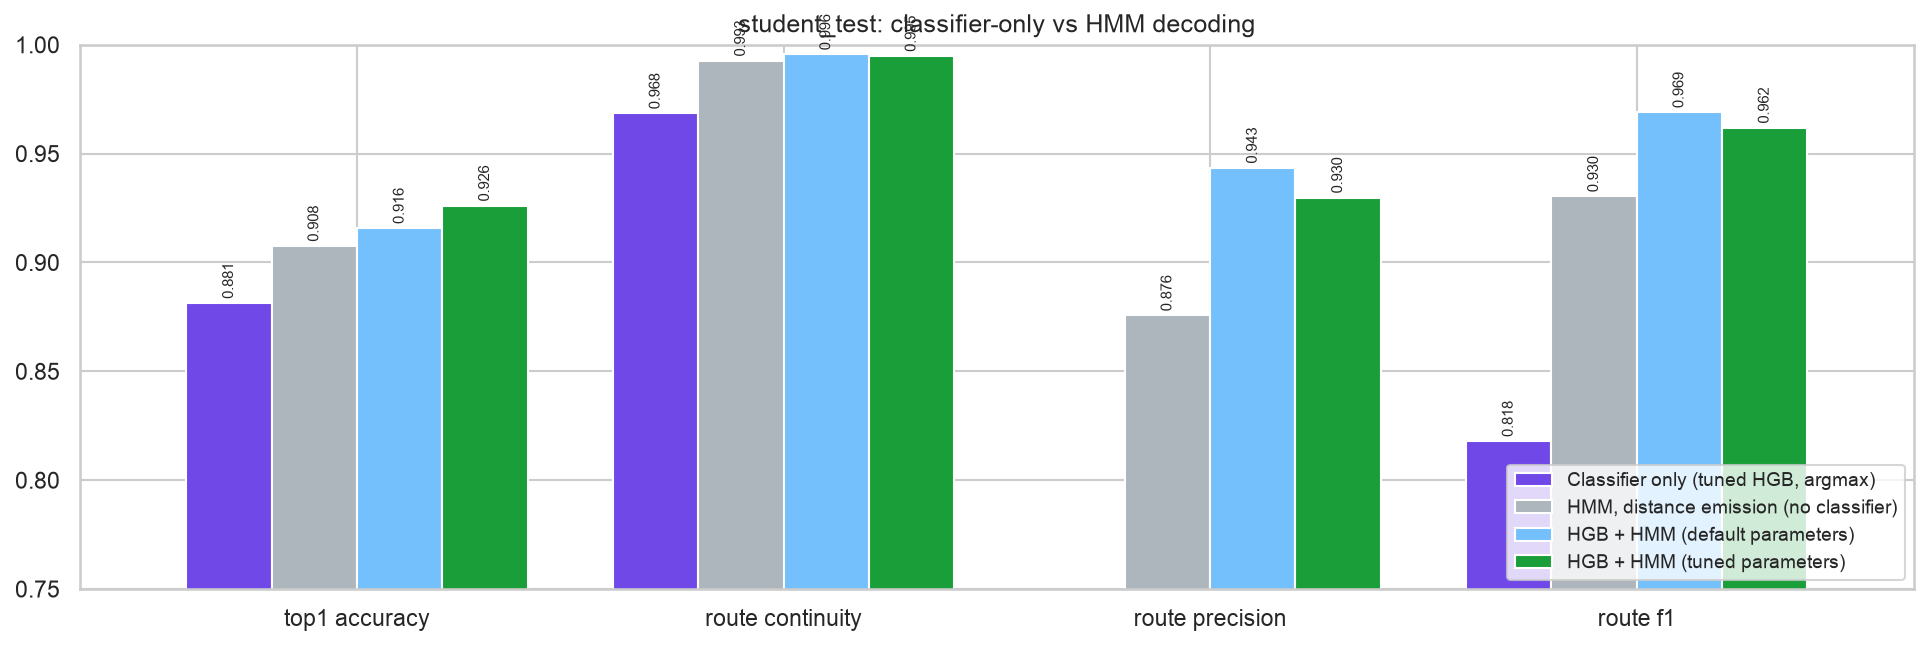 student_test: classifier-only vs HMM decoding
1.00
0.95
0.90
0.85
0.80
0.75
0.881
0.908
0.916
0.926
0.968
0.993
0.996
0.876
0.943
0.930
0.818
0.930
0.969
0.962
top1 accuracy
route continuity
route precision
route f1
Classifier only (tuned HGB, argmax)
HMM, distance emission (no classifier)
HGB + HMM (default parameters)
HGB + HMM (tuned parameters)